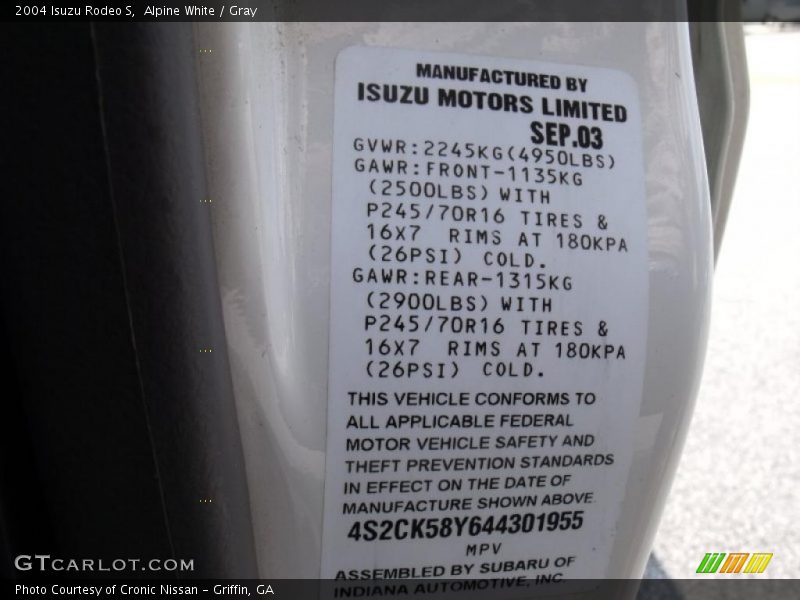 2004 Isuzu Rodeo S,  Alpine White / Gray
MANUFACTURED BY
ISUZU MOTORS LIMITED
SEP.03
GVWR:2245KG(4950LBS)
GAWR:FRONT-1135KG
(2500LBS) WITH
P245/70R16 TIRES &
16X7 RIMS AT 180KPA
(26PSI) COLD.
GAWR:REAR-1315KG
(2900LBS) WITH
P245/70R16 TIRES &
16X7 RIMS AT 180KPA
(26PSI) COLD.
THIS VEHICLE CONFORMS TO
ALL APPLICABLE FEDERAL
MOTOR VEHICLE SAFETY AND
THEFT PREVENTION STANDARDS
IN EFFECT ON THE DATE OF
MANUFACTURE SHOWN ABOVE
4S2CK58Y644301955
MPV
ASSEMBLED BY SUBARU OF
INDIANA AUTOMOTIVE, INC.
GTCARLOT.COM
Photo Courtesy of Cronic Nissan - Griffin, GA